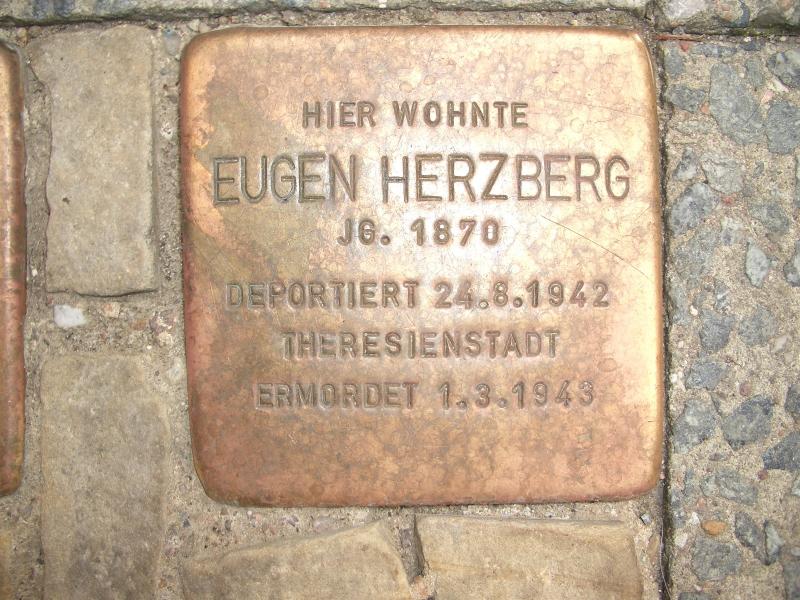 HIER WOHNTE
EUGEN HERZBERG
JG. 1870
DEPORTIERT 24.8.1942
THERESIENSTADT
ERMORDET 1.3.1943